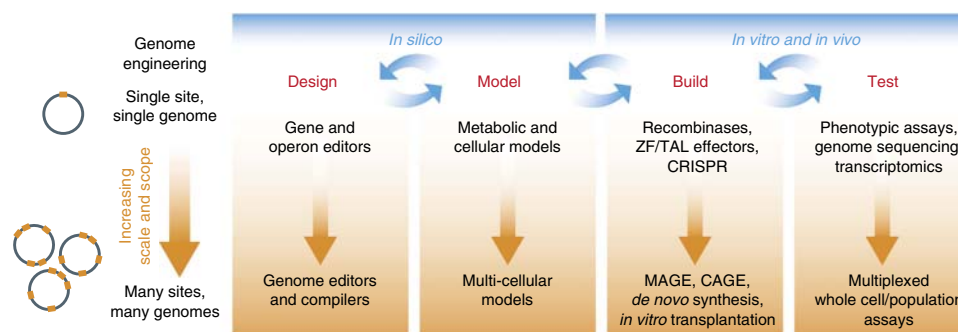 Genome
engineering
In silico
In vitro and in vivo
Design
Model
Build
Test
Single site,
single genome
Gene and
operon editors
Metabolic and
cellular models
Recombinases,
ZF/TAL effectors,
CRISPR
Phenotypic assays,
genome sequencing,
transcriptomics
Increasing
scale and scope
Many sites,
many genomes
Genome editors
and compilers
Multi-cellular
models
MAGE, CAGE,
de novo synthesis,
in vitro transplantation
Multiplexed
whole cell/population
assays